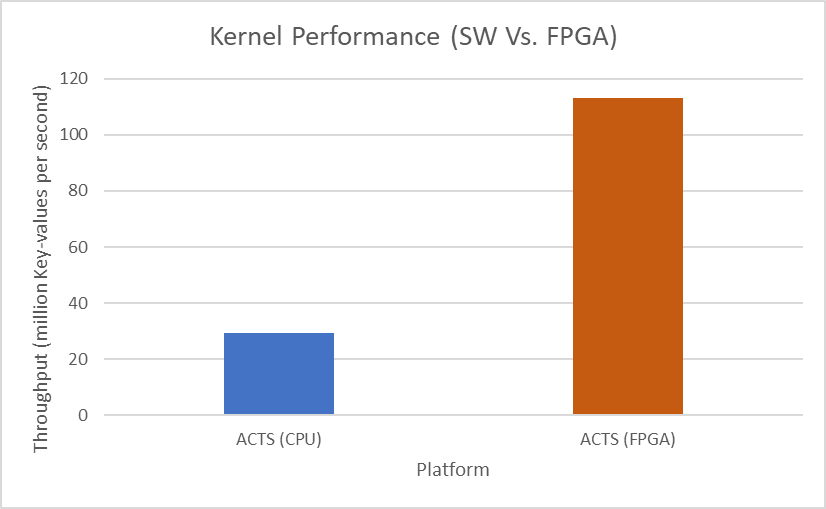 Kernel Performance (SW Vs. FPGA)
Throughput (million Key-values per second)
120
100
80
60
40
20
0
ACTS (CPU)
ACTS (FPGA)
Platform